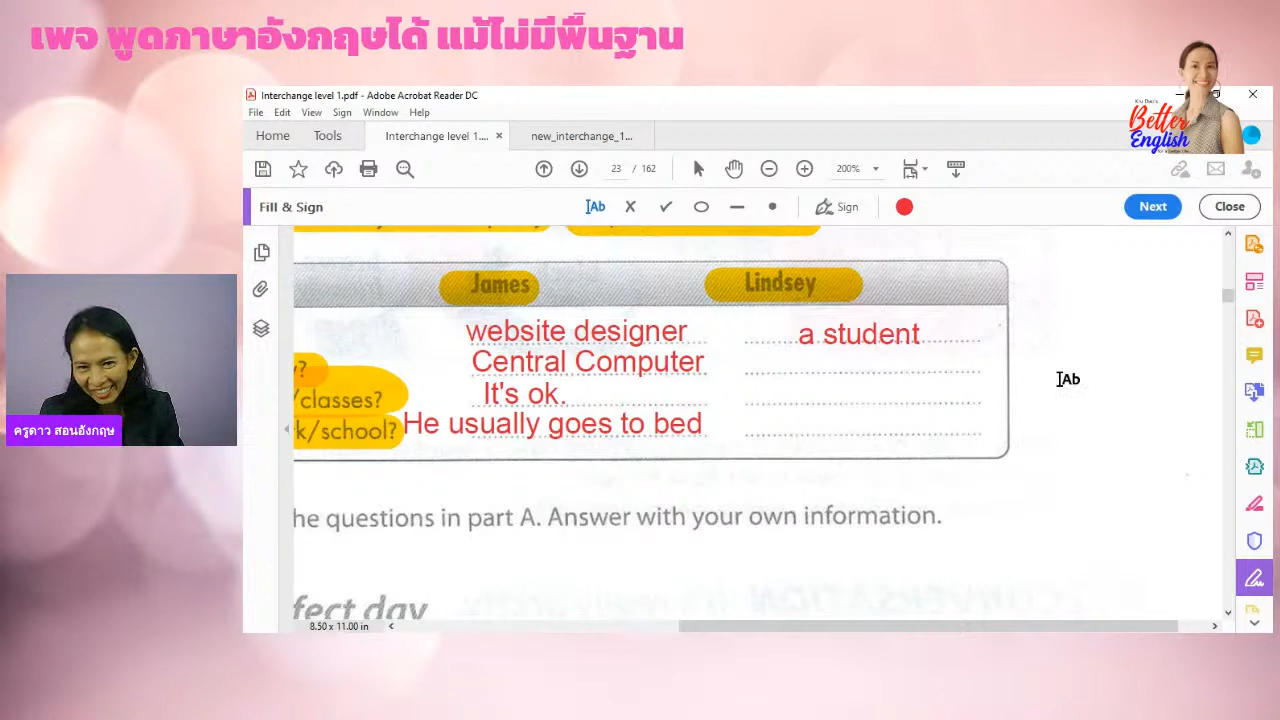 เพจ พูดภาษาอังกฤษได้ แม้ไม่มีพื้นฐาน
Better
English
Interchange level 1.pdf - Adobe Acrobat Reader DC
File Edit View Sign Window Help
Home Tools Interchange level 1.... × new_interchange_1...
23 / 162 200%
Fill & Sign Ab Sign Next Close
James Lindsey
website designer a student
y? Central Computer
/classes? It's ok.
k/school? He usually goes to bed
Ab
he questions in part A. Answer with your own information.
fect day
8.50 x 11.00 in
ครูดาว สอนอังกฤษ